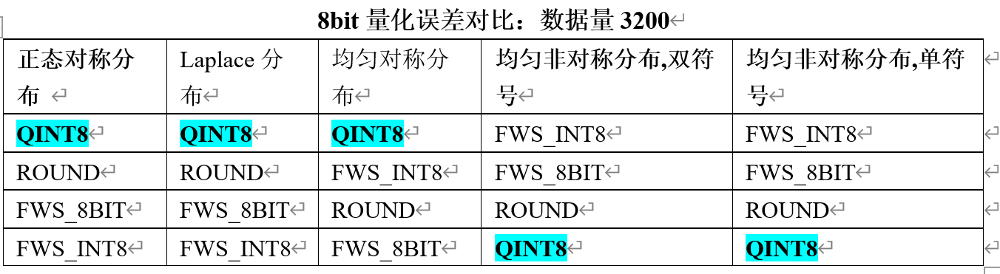 8bit 量化误差对比：数据量 3200
正态对称分布 Laplace 分布 均匀对称分布 均匀非对称分布,双符号 均匀非对称分布,单符号
QINT8 QINT8 QINT8 FWS_INT8 FWS_INT8
ROUND ROUND FWS_INT8 FWS_8BIT FWS_8BIT
FWS_8BIT FWS_8BIT ROUND ROUND ROUND
FWS_INT8 FWS_INT8 FWS_8BIT QINT8 QINT8